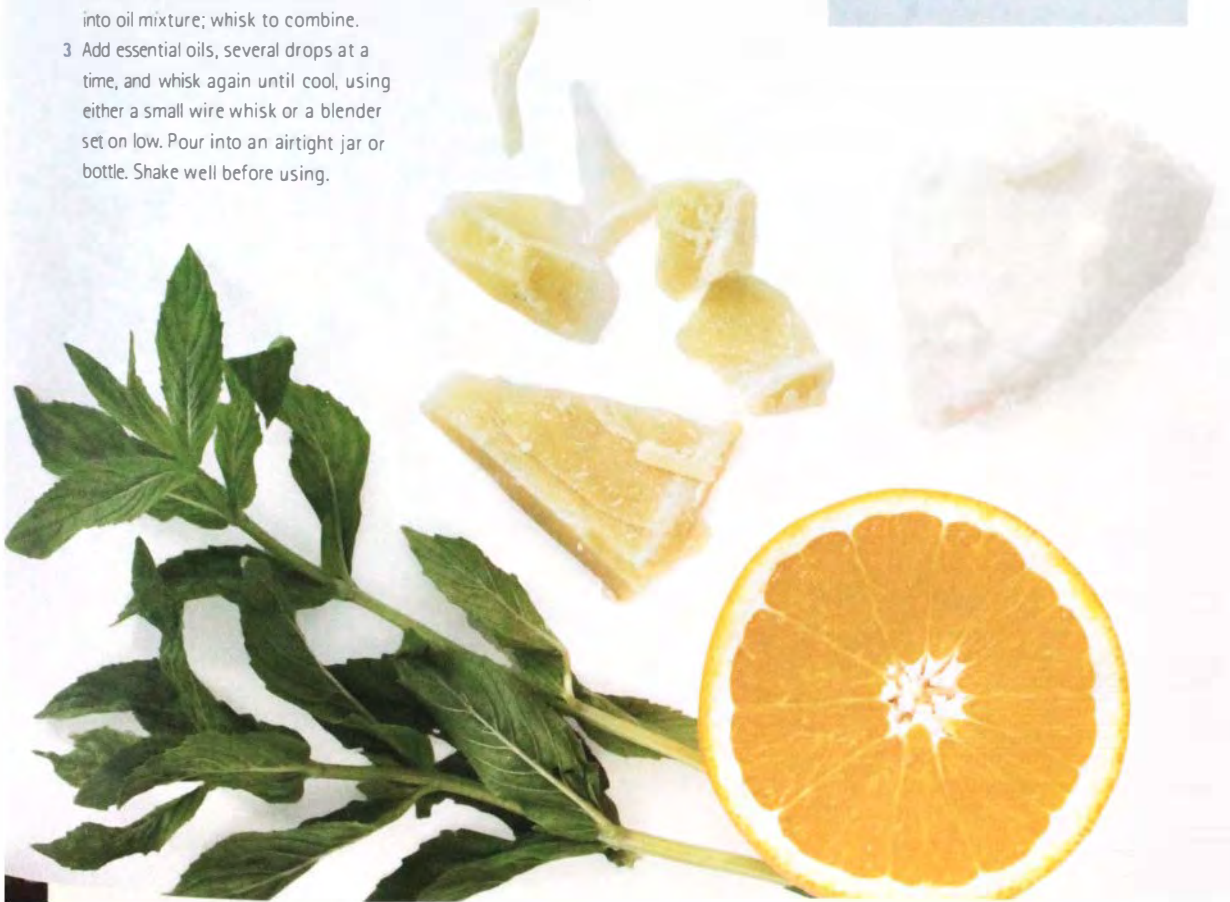 into oil mixture; whisk to combine.
3 Add essential oils, several drops at a
time, and whisk again until cool, using
either a small wire whisk or a blender
set on low. Pour into an airtight jar or
bottle. Shake well before using.